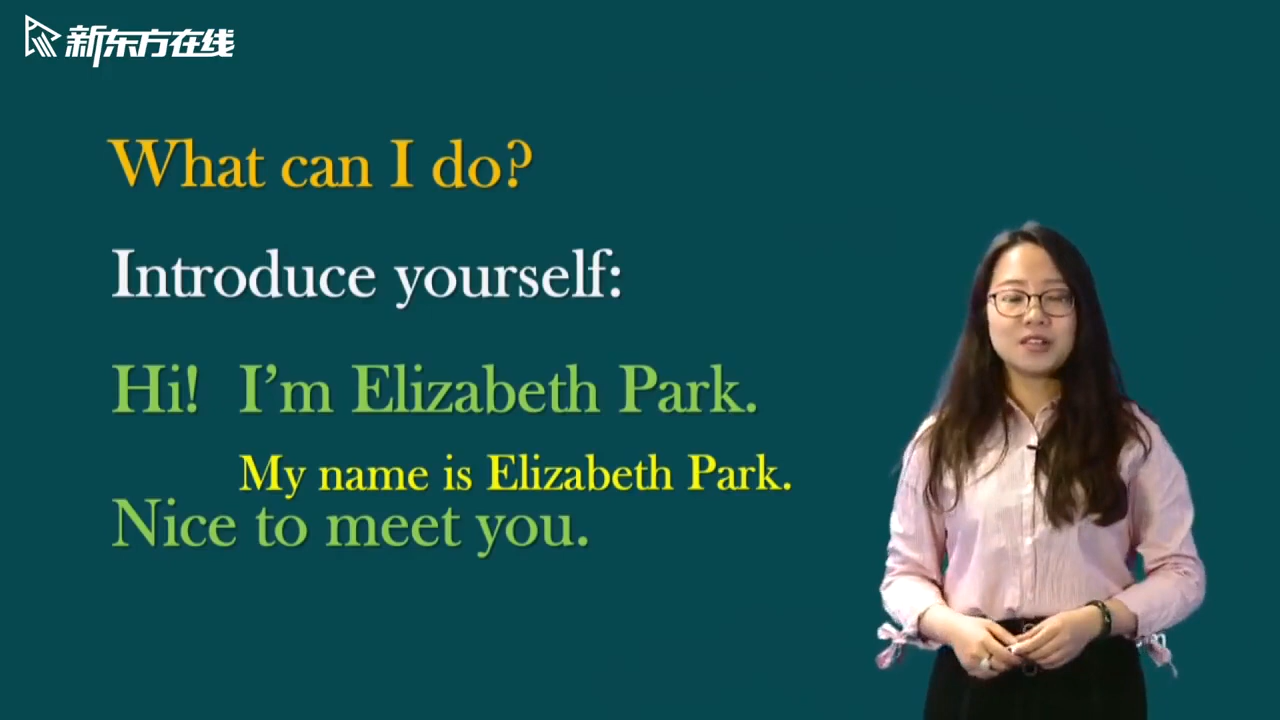 新东方在线
What can I do?
Introduce yourself:
Hi! I'm Elizabeth Park.
My name is Elizabeth Park.
Nice to meet you.